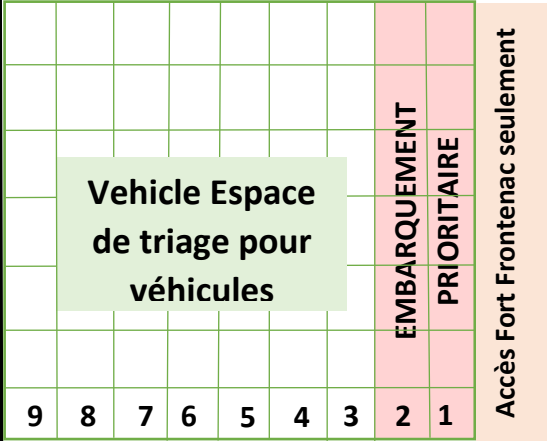 Vehicle Espace
de triage pour
véhicules
EMBARQUEMENT
PRIORITAIRE
Accès Fort Frontenac seulement
9 8 7 6 5 4 3 2 1